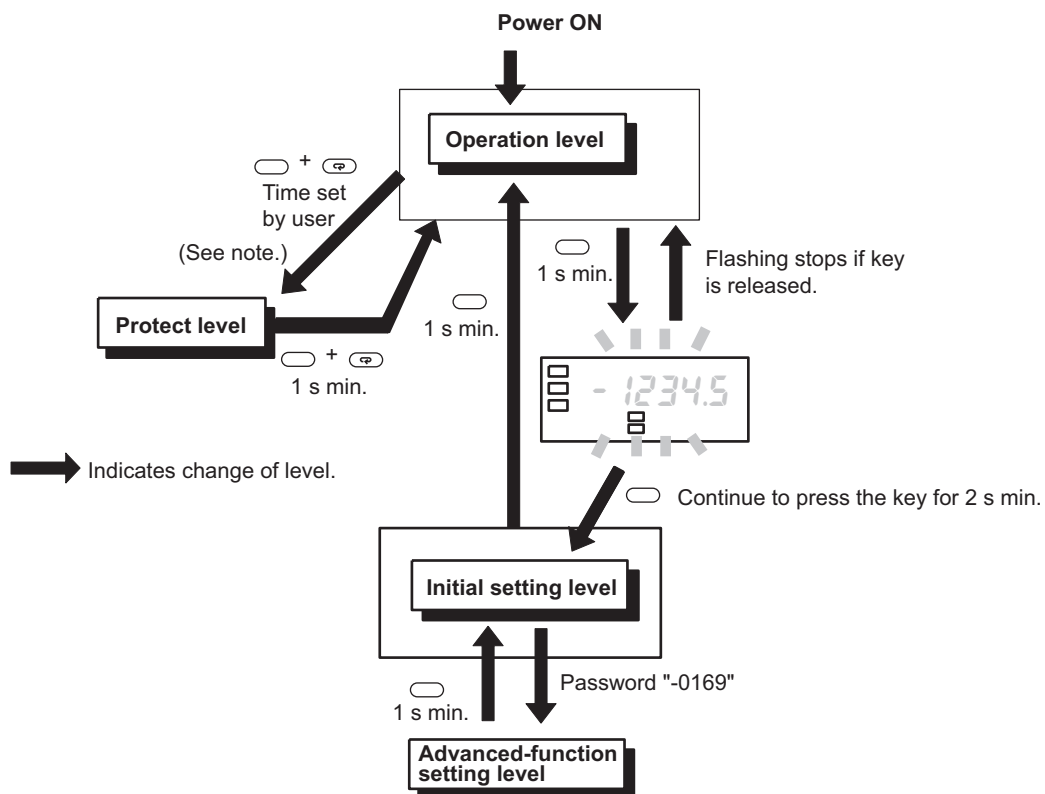 Power ON
Operation level
+
Time set
by user
(See note.)
1 s min.
Flashing stops if key
is released.
1 s min.
Protect level
+
1 s min.
-1234.5
Indicates change of level.
Continue to press the key for 2 s min.
Initial setting level
Password "-0169"
1 s min.
Advanced-function
setting level